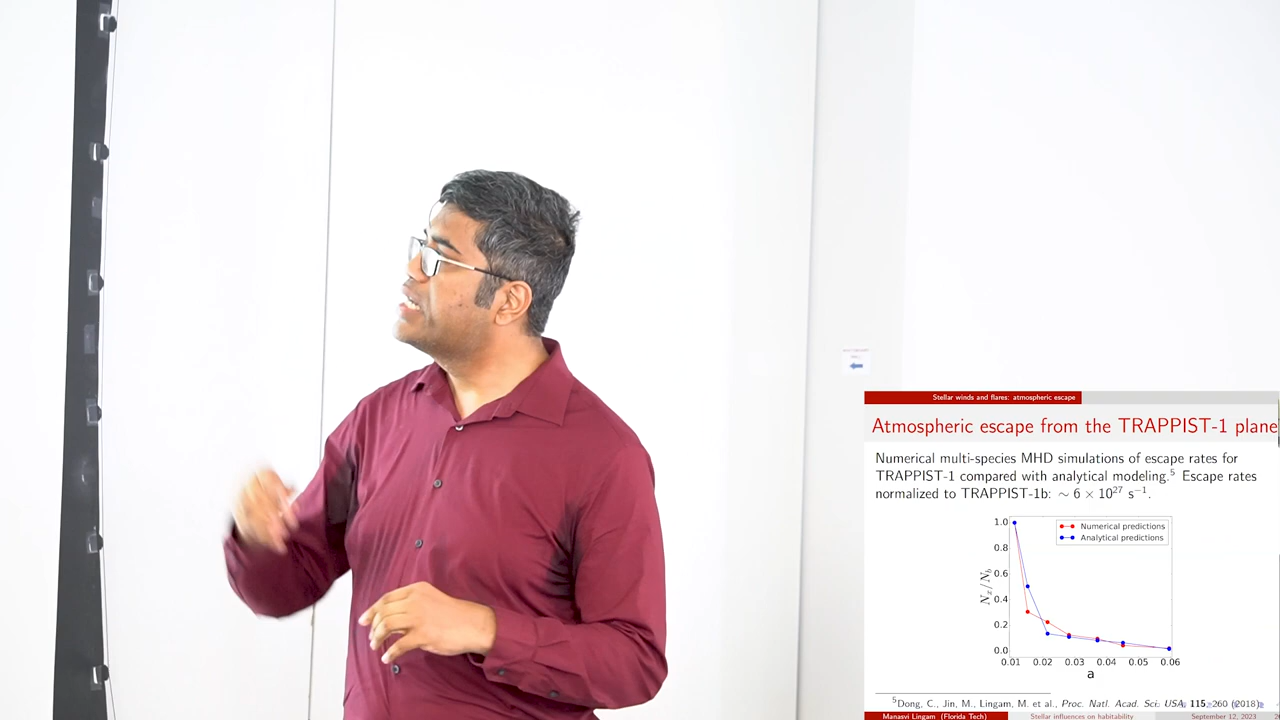 Stellar winds and flares: atmospheric escape
Atmospheric escape from the TRAPPIST-1 plane
Numerical multi-species MHD simulations of escape rates for
TRAPPIST-1 compared with analytical modeling.⁵ Escape rates
normalized to TRAPPIST-1b: ∼ 6 × 10²⁷ s⁻¹.
Numerical predictions
Analytical predictions
1.0
0.8
0.6
0.4
0.2
0.0
Nₓ/N_b
0.01 0.02 0.03 0.04 0.05 0.06
a
⁵Dong, C., Jin, M., Lingam, M. et al., Proc. Natl. Acad. Sci. USA, 115, 260 (2018).
Manasvi Lingam (Florida Tech) Stellar influences on habitability September 12, 2023